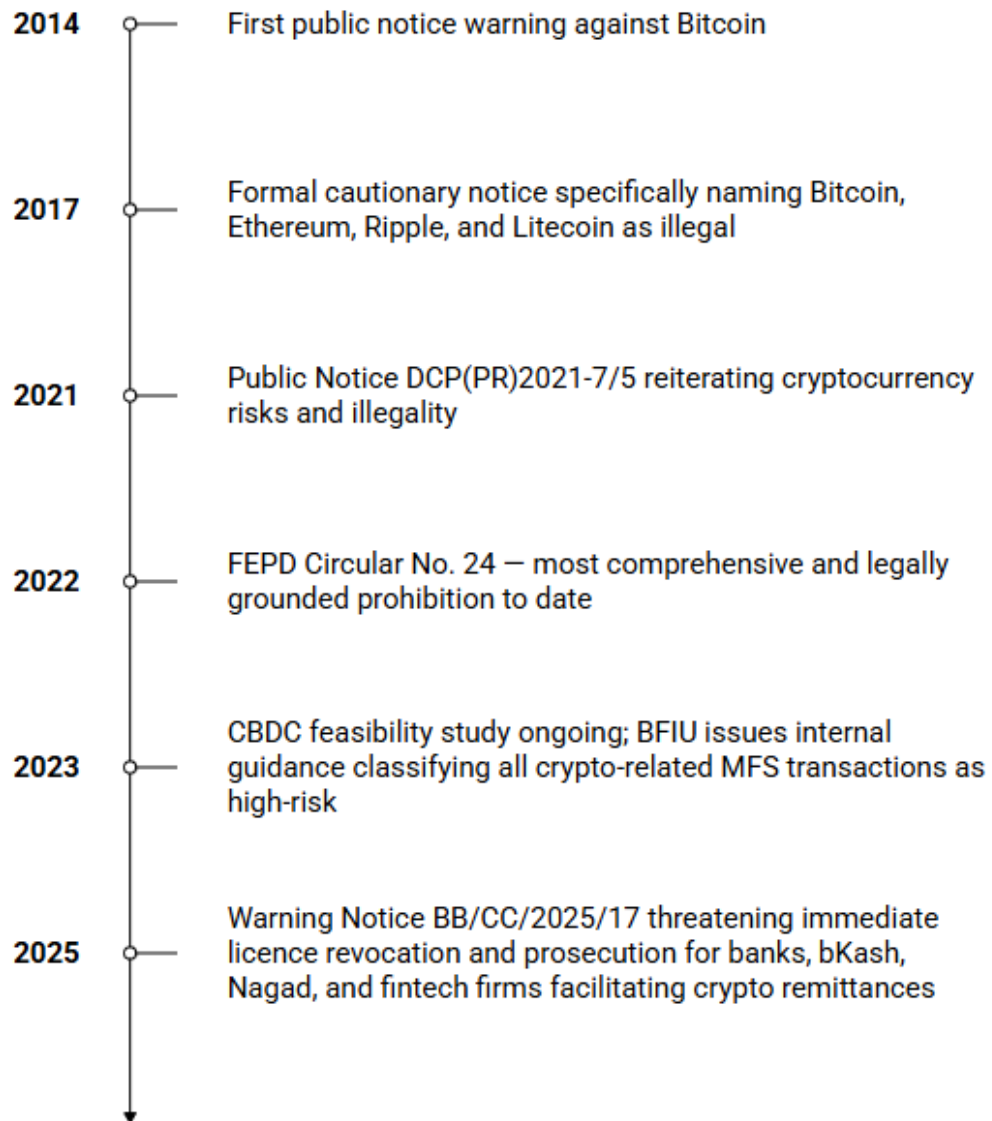 2014
First public notice warning against Bitcoin
2017
Formal cautionary notice specifically naming Bitcoin,
Ethereum, Ripple, and Litecoin as illegal
2021
Public Notice DCP(PR)2021-7/5 reiterating cryptocurrency
risks and illegality
2022
FEPD Circular No. 24 — most comprehensive and legally
grounded prohibition to date
2023
CBDC feasibility study ongoing; BFIU issues internal
guidance classifying all crypto-related MFS transactions as
high-risk
2025
Warning Notice BB/CC/2025/17 threatening immediate
licence revocation and prosecution for banks, bKash,
Nagad, and fintech firms facilitating crypto remittances